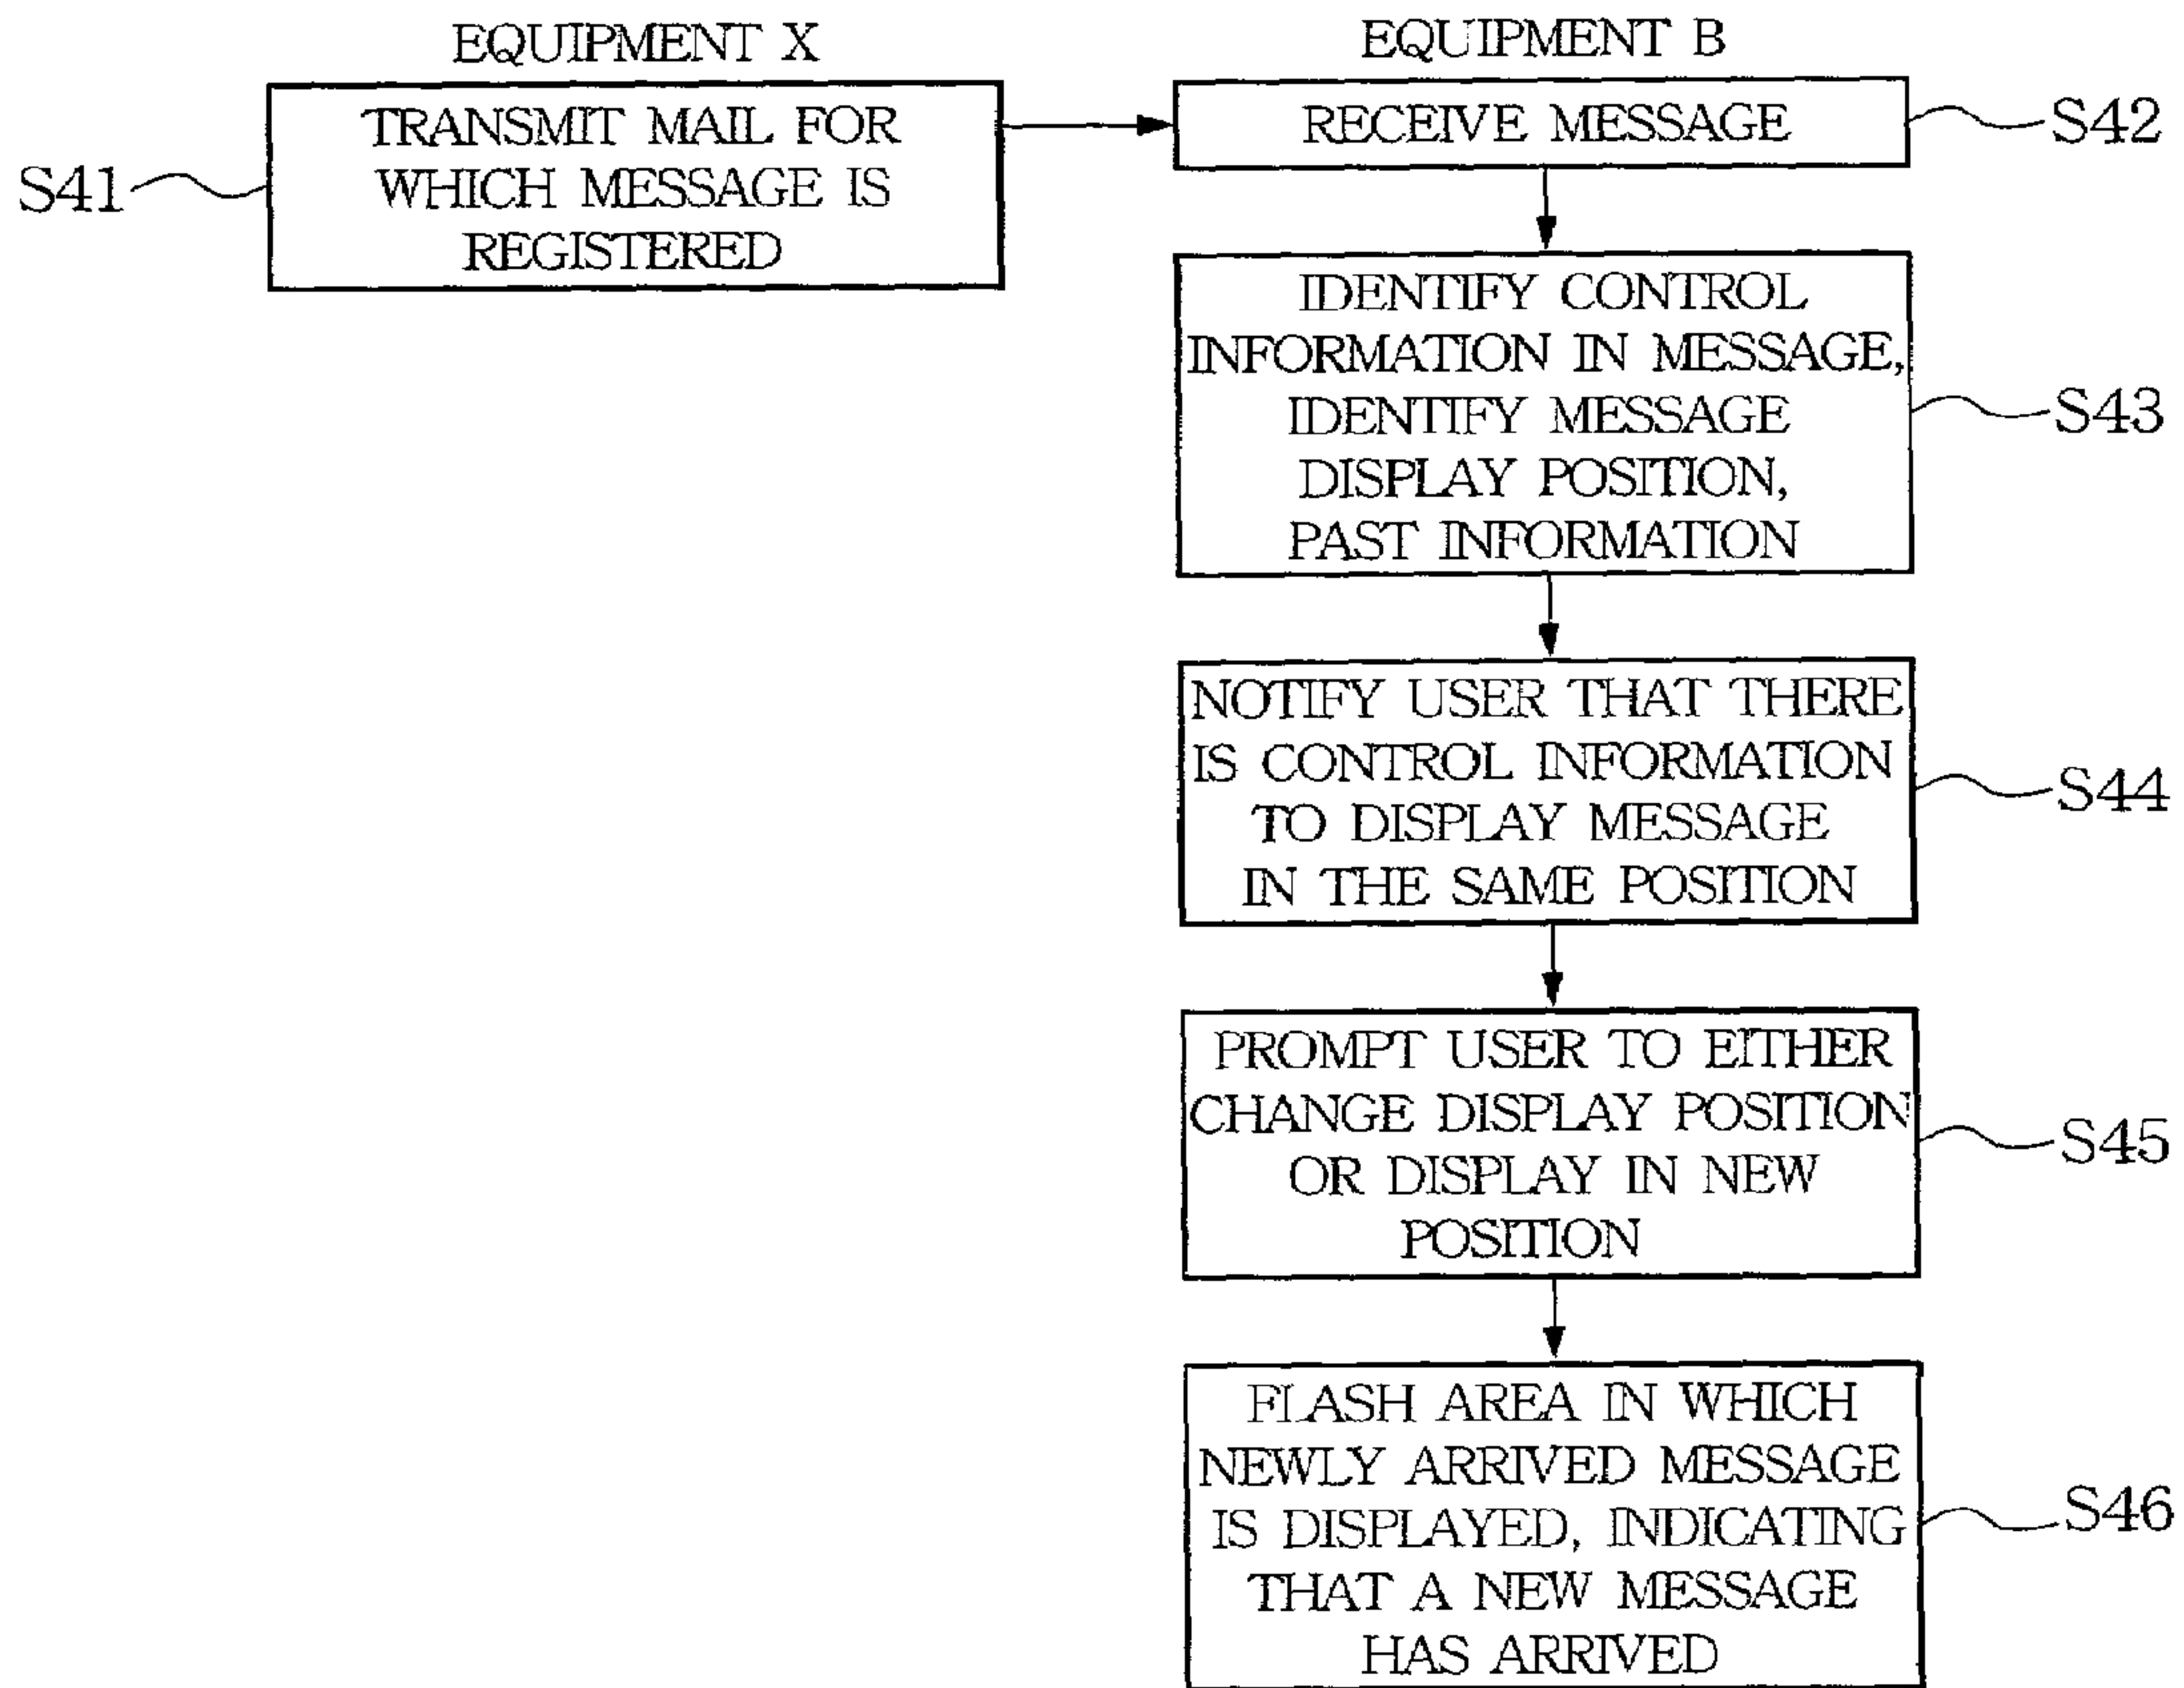 EQUIPMENT X
TRANSMIT MAIL FOR
WHICH MESSAGE IS
REGISTERED
S41
EQUIPMENT B
RECEIVE MESSAGE
S42
IDENTIFY CONTROL
INFORMATION IN MESSAGE,
IDENTIFY MESSAGE
DISPLAY POSITION,
PAST INFORMATION
S43
NOTIFY USER THAT THERE
IS CONTROL INFORMATION
TO DISPLAY MESSAGE
IN THE SAME POSITION
S44
PROMPT USER TO EITHER
CHANGE DISPLAY POSITION
OR DISPLAY IN NEW
POSITION
S45
FLASH AREA IN WHICH
NEWLY ARRIVED MESSAGE
IS DISPLAYED, INDICATING
THAT A NEW MESSAGE
HAS ARRIVED
S46